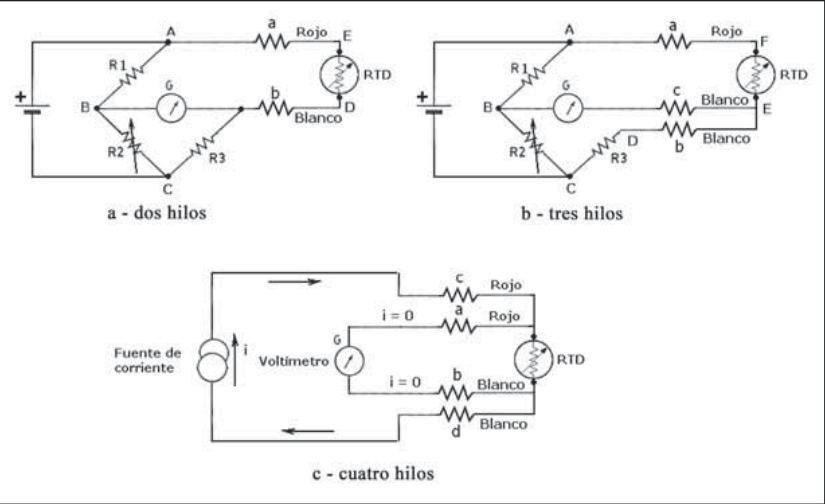 a
Rojo
E
A
R1
RTD
G
+
B
b
D
Blanco
R2
R3
C
a - dos hilos
a
Rojo
F
A
R1
RTD
G
c
+
Blanco
B
E
D
R2
R3
b
Blanco
C
b - tres hilos
c
Rojo
i = 0
a
Rojo
G
Fuente de
corriente
i
Voltímetro
RTD
i = 0
b
Blanco
d
Blanco
c - cuatro hilos